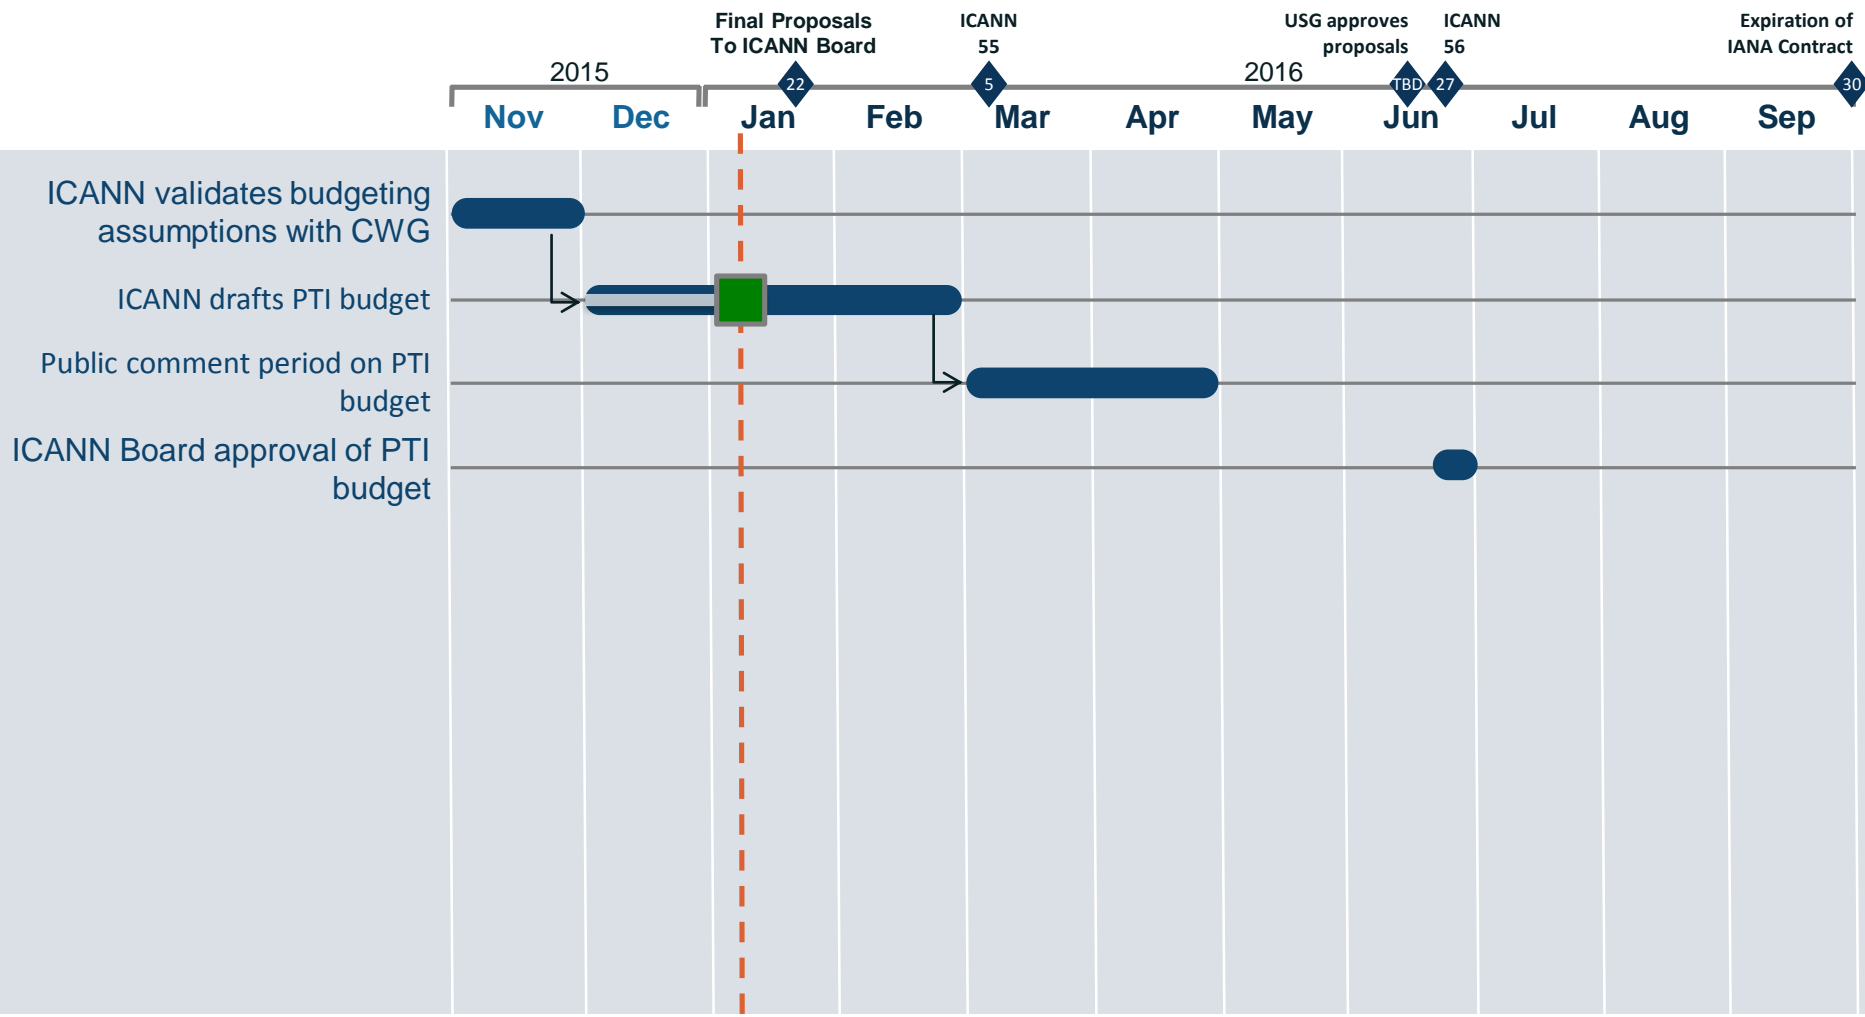 Final Proposals
To ICANN Board
ICANN
55
USG approves
proposals
ICANN
56
Expiration of
IANA Contract
2015
2016
22
5
TBD
27
30
Nov
Dec
Jan
Feb
Mar
Apr
May
Jun
Jul
Aug
Sep
ICANN validates budgeting
assumptions with CWG
ICANN drafts PTI budget
Public comment period on PTI
budget
ICANN Board approval of PTI
budget